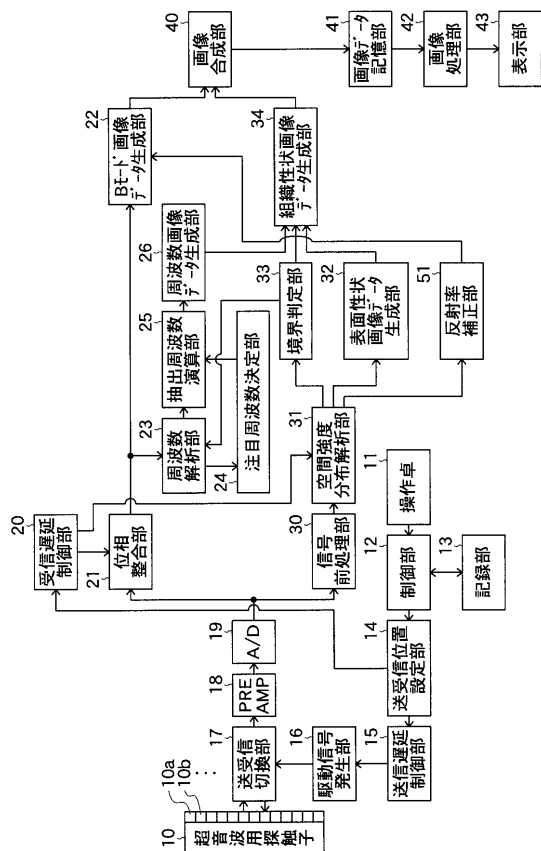 10
10a
10b
超音波用探触子
17
送受信
切換部
18
PRE
AMP
19
A/D
16
駆動信号
発生部
15
送信遅延
制御部
14
送受信位置
設定部
12
制御部
11
操作卓
13
記録部
20
受信遅延
制御部
21
位相
整合部
30
信号
前処理部
31
空間強度
分布解析部
23
周波数
解析部
24
注目周波数決定部
25
抽出周波数
演算部
26
周波数画像
データ生成部
33
境界判定部
32
表面性状
画像データ
生成部
51
反射率
補正部
22
Bモード画像
データ生成部
34
組織性状画像
データ生成部
40
画像
合成部
41
画像データ
記憶部
42
画像
処理部
43
表示部